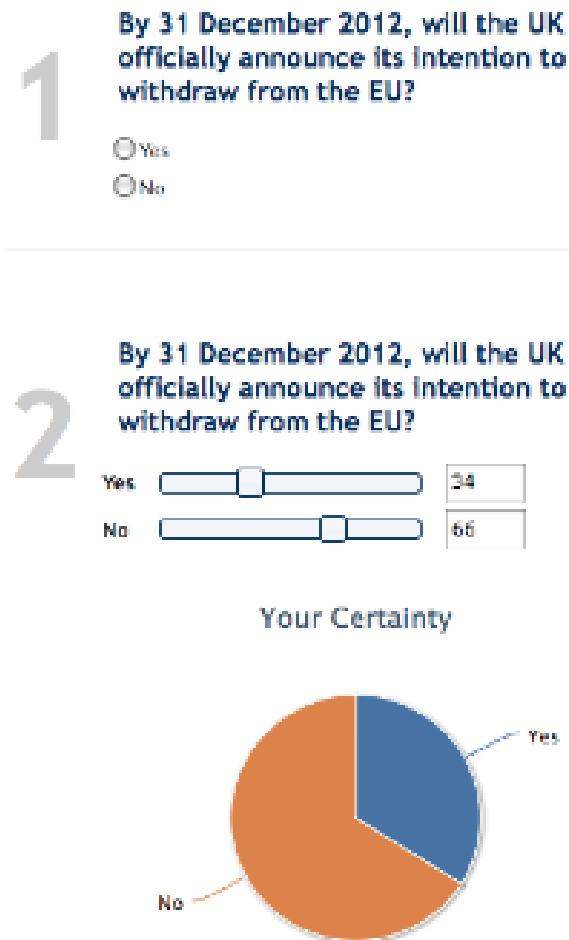 1
By 31 December 2012, will the UK
officially announce its intention to
withdraw from the EU?
Yes
No
2
By 31 December 2012, will the UK
officially announce its intention to
withdraw from the EU?
Yes 34
No 66
Your Certainty
Yes
No